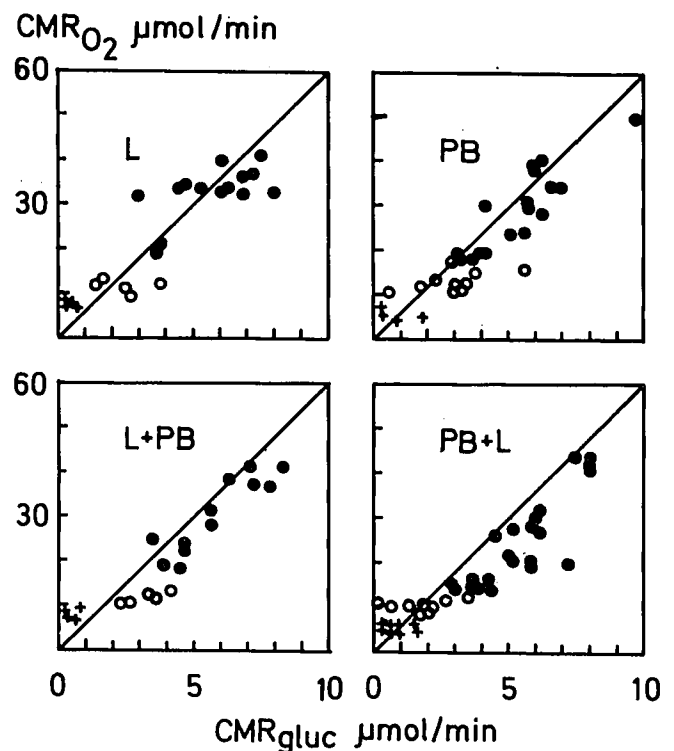 CMRO2 μmol/min
60
L
PB
30
60
L+PB
PB+L
30
0 5 10 0 5 10
CMRgluc μmol/min